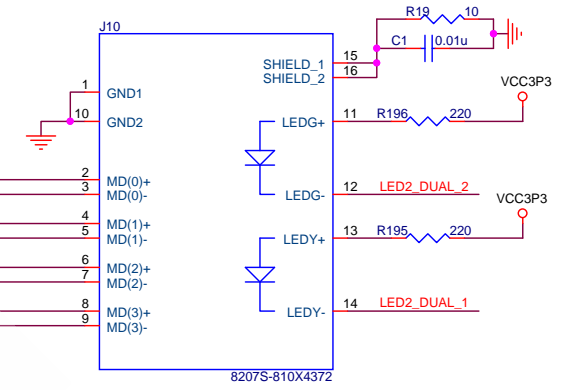 R19 10
J10
C1 0.01u
15
SHIELD_1
SHIELD_2
16
VCC3P3
1
GND1
10
GND2
LEDG+
11
R196 220
2
MD(0)+
3
MD(0)-
LEDG-
12
LED2_DUAL_2
VCC3P3
4
MD(1)+
5
MD(1)-
LEDY+
13
R195 220
6
MD(2)+
7
MD(2)-
8
MD(3)+
9
MD(3)-
LEDY-
14
LED2_DUAL_1
8207S-810X4372